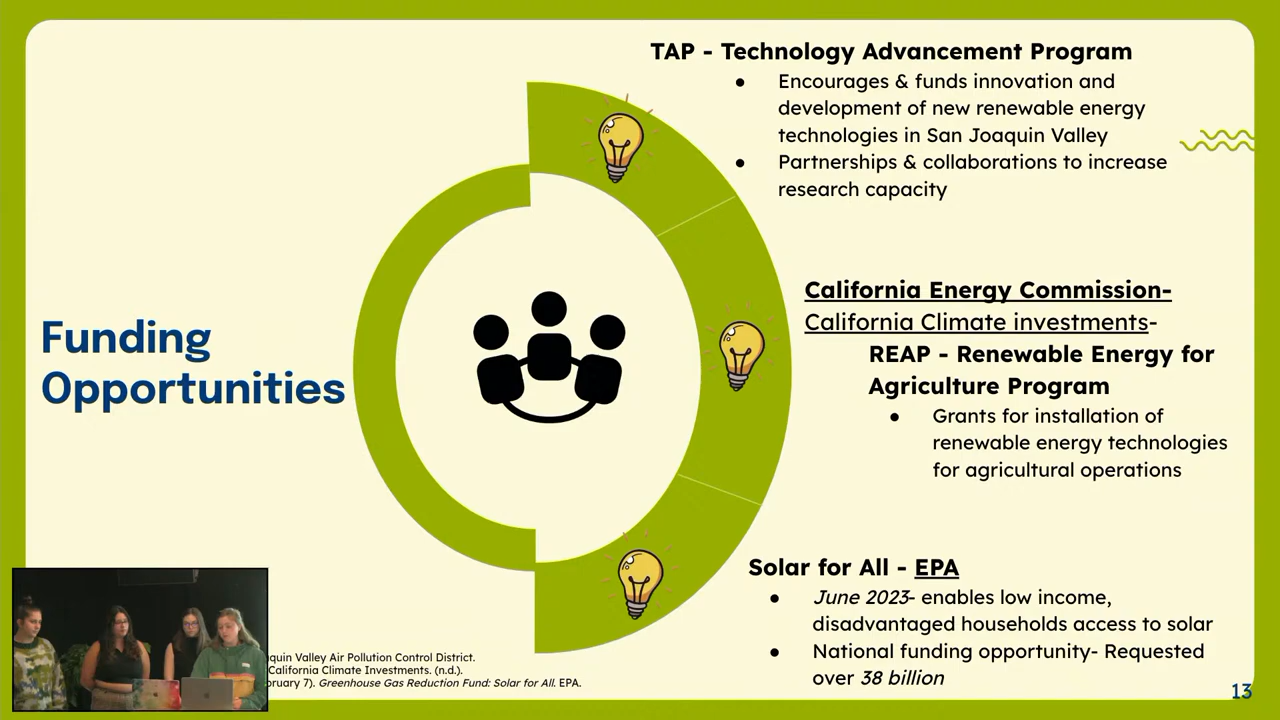 TAP - Technology Advancement Program
● Encourages & funds innovation and
development of new renewable energy
technologies in San Joaquin Valley
● Partnerships & collaborations to increase
research capacity
Funding
Opportunities
California Energy Commission-
California Climate investments-
REAP - Renewable Energy for
Agriculture Program
● Grants for installation of
renewable energy technologies
for agricultural operations
Solar for All - EPA
● June 2023- enables low income,
disadvantaged households access to solar
● National funding opportunity- Requested
over 38 billion
Valley Air Pollution Control District.
California Climate Investments. (n.d.).
7). Greenhouse Gas Reduction Fund: Solar for All. EPA.
13